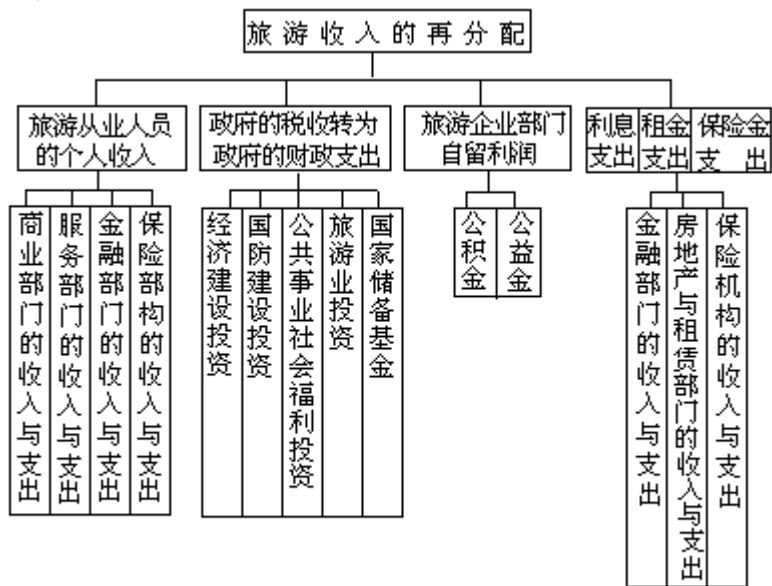 旅游收入的再分配
旅游从业人员
的个人收入
政府的税收转为
政府的财政支出
旅游企业部门
自留利润
利息
支出
租金
支出
保险金
支出
商业部门的收入与支出
服务部门的收入与支出
金融部门的收入与支出
保险部构的收入与支出
经济建设投资
国防建设投资
公共事业社会福利投资
旅游业投资
国家储备基金
公积金
公益金
金融部门的收入与支出
房地产与租赁部门的收入与支出
保险机构的收入与支出